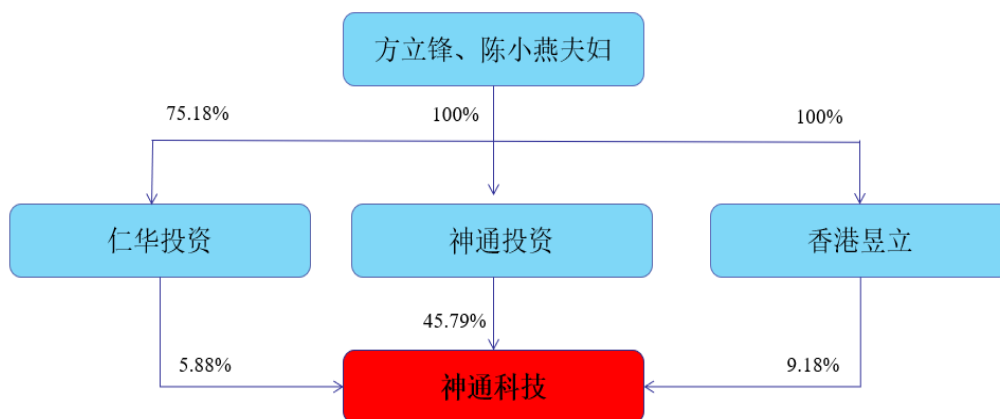 方立锋、陈小燕夫妇
75.18%
100%
100%
仁华投资
神通投资
香港昱立
45.79%
5.88%
神通科技
9.18%